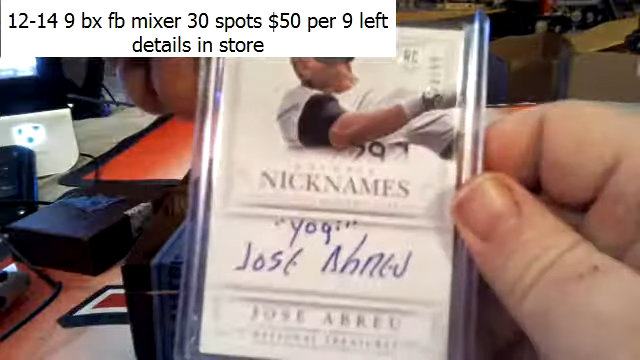 12-14 9 bx fb mixer 30 spots $50 per 9 left
details in store
RC
NICKNAMES
"Yogi"
JOSE Abreu
JOSE ABREU
NATIONAL TREASURES